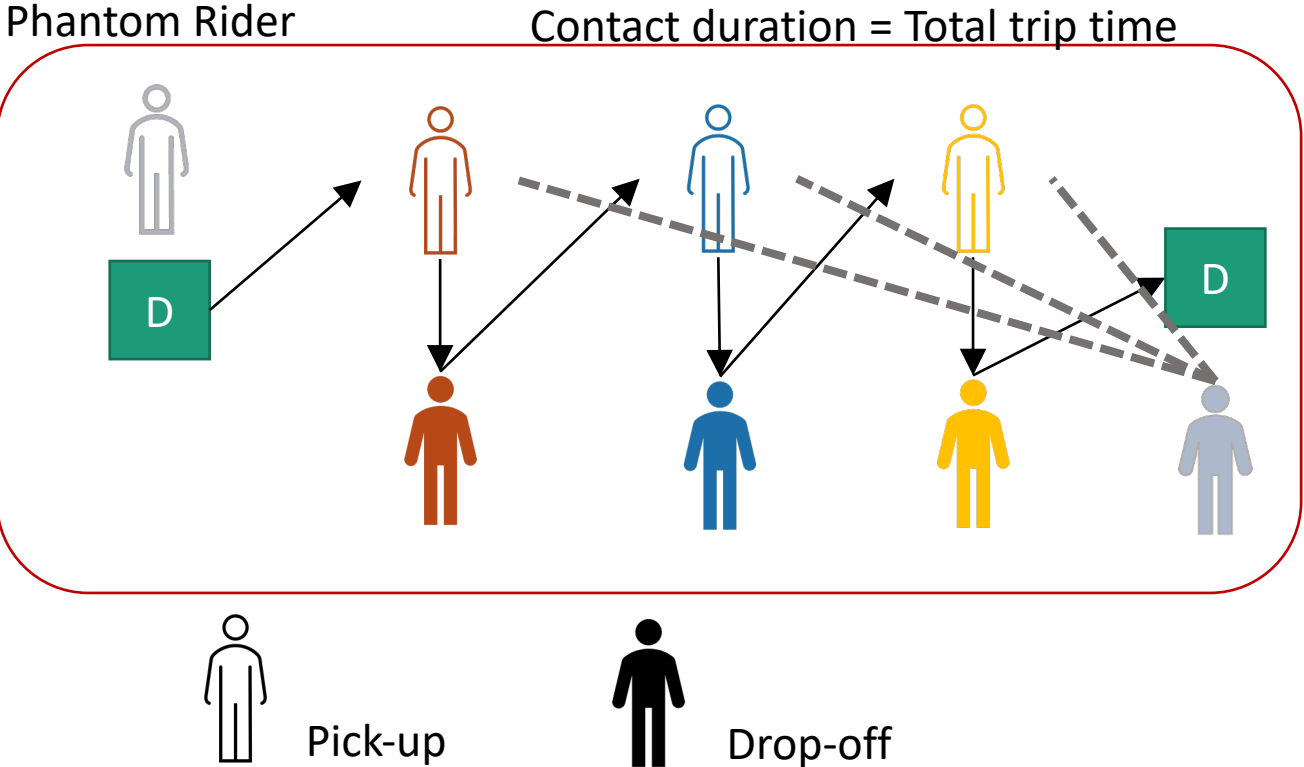 Phantom Rider
Contact duration = Total trip time
D
D
Pick-up
Drop-off